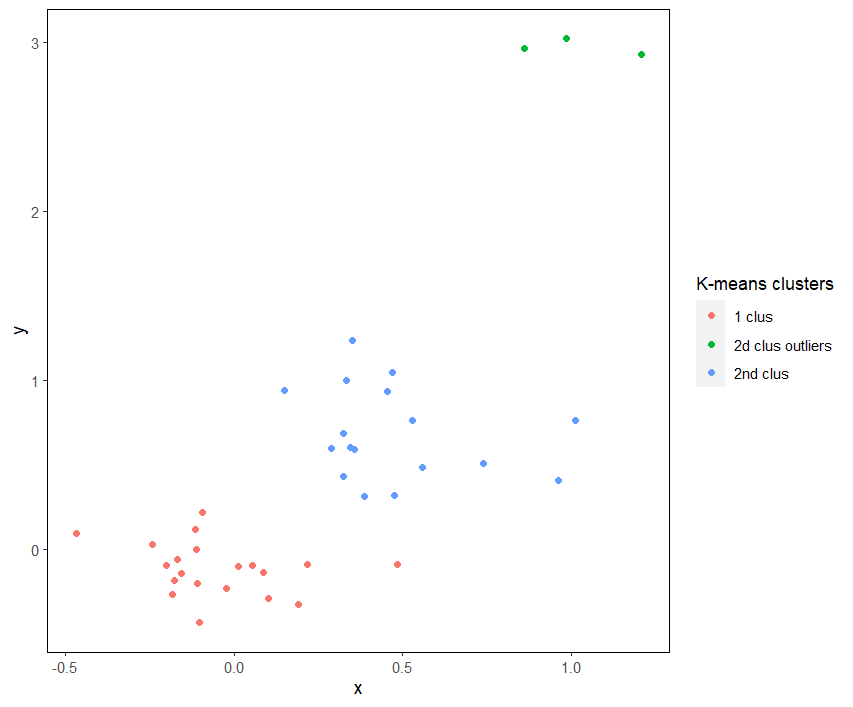 3
2
1
0
y
-0.5
0.0
0.5
1.0
x
K-means clusters
1 clus
2d clus outliers
2nd clus